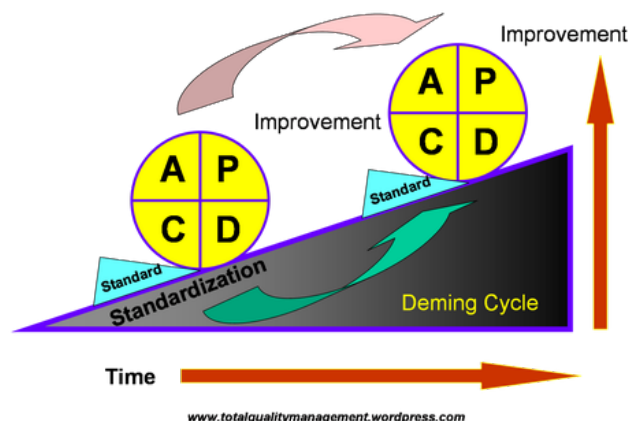 Improvement
A P
C D
Improvement
A P
C D
Standard
Standard
Standardization
Deming Cycle
Time
www.totalqualitymanagement.wordpress.com